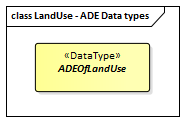 class LandUse - ADE Data types
«DataType»
ADEOfLandUse